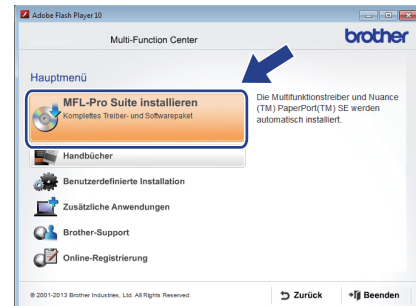 Adobe Flash Player 10
Multi-Function Center
brother
Hauptmenü
MFL-Pro Suite installieren
Komplettes Treiber- und Softwarepaket
Die Multifunktionstreiber und Nuance
(TM) PaperPort(TM) SE werden
automatisch installiert.
Handbücher
Benutzerdefinierte Installation
Zusätzliche Anwendungen
Brother-Support
Online-Registrierung
© 2001-2013 Brother Industries, Ltd. All Rights Reserved.
Zurück
Beenden